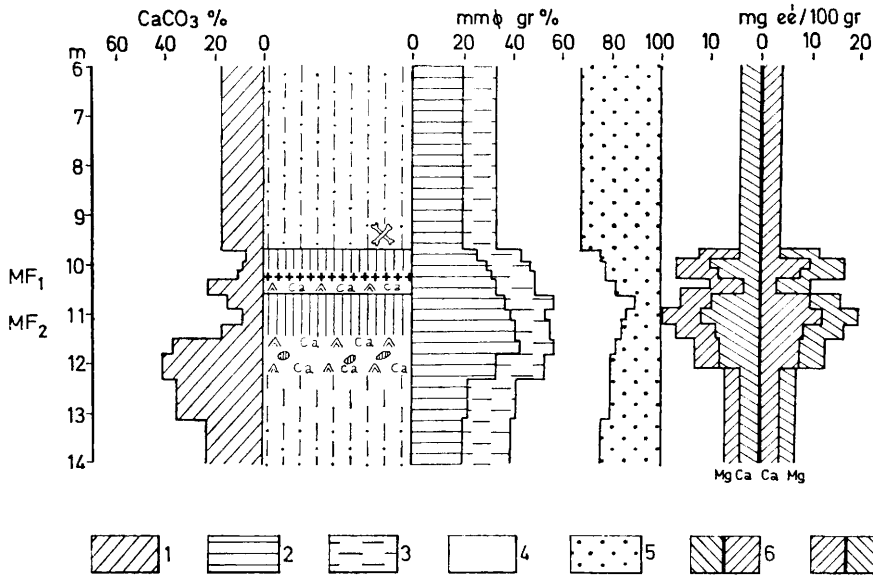 CaCO3 % mmϕ gr % mg eé/100 gr
m 60 40 20 0 0 20 40 60 80 100 10 0 10 20
6
7
8
9
10
MF1
Ca Ca Ca
11
MF2
Ca Ca Ca
12
Ca Ca Ca
13
14
Mg Ca Ca Mg
1 2 3 4 5 6